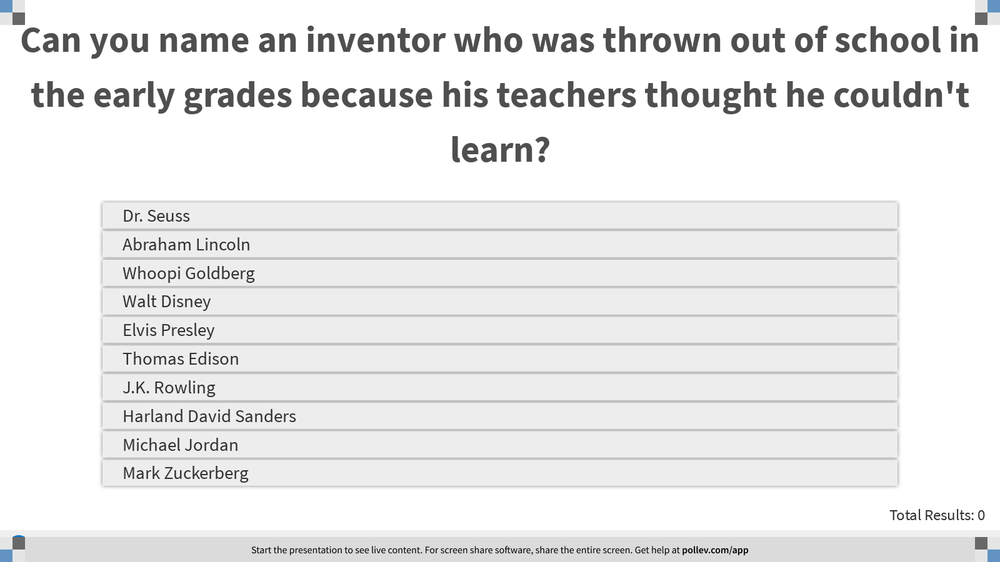 Can you name an inventor who was thrown out of school in
the early grades because his teachers thought he couldn't
learn?
Dr. Seuss
Abraham Lincoln
Whoopi Goldberg
Walt Disney
Elvis Presley
Thomas Edison
J.K. Rowling
Harland David Sanders
Michael Jordan
Mark Zuckerberg
Total Results: 0
Start the presentation to see live content. For screen share software, share the entire screen. Get help at pollev.com/app